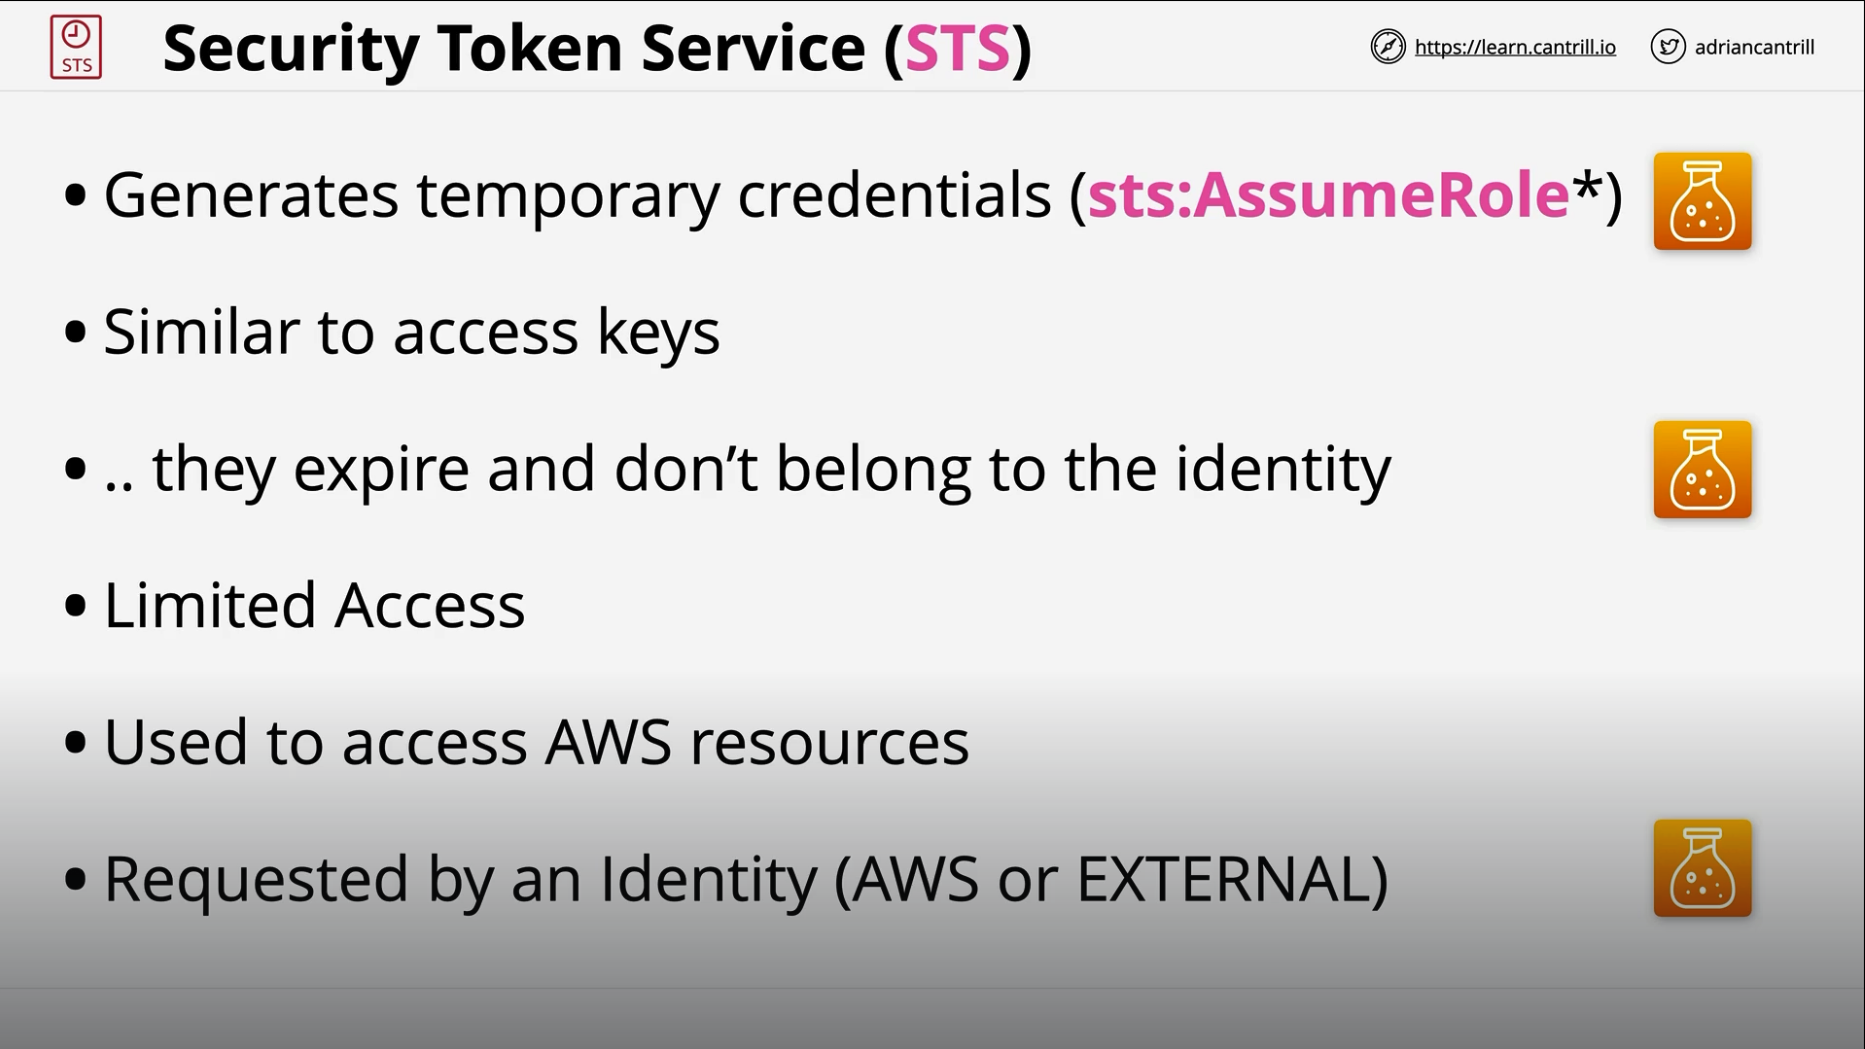 STS
Security Token Service (STS)
https://learn.cantrill.io
adriancantrill
• Generates temporary credentials (sts:AssumeRole*)
• Similar to access keys
• .. they expire and don’t belong to the identity
• Limited Access
• Used to access AWS resources
• Requested by an Identity (AWS or EXTERNAL)